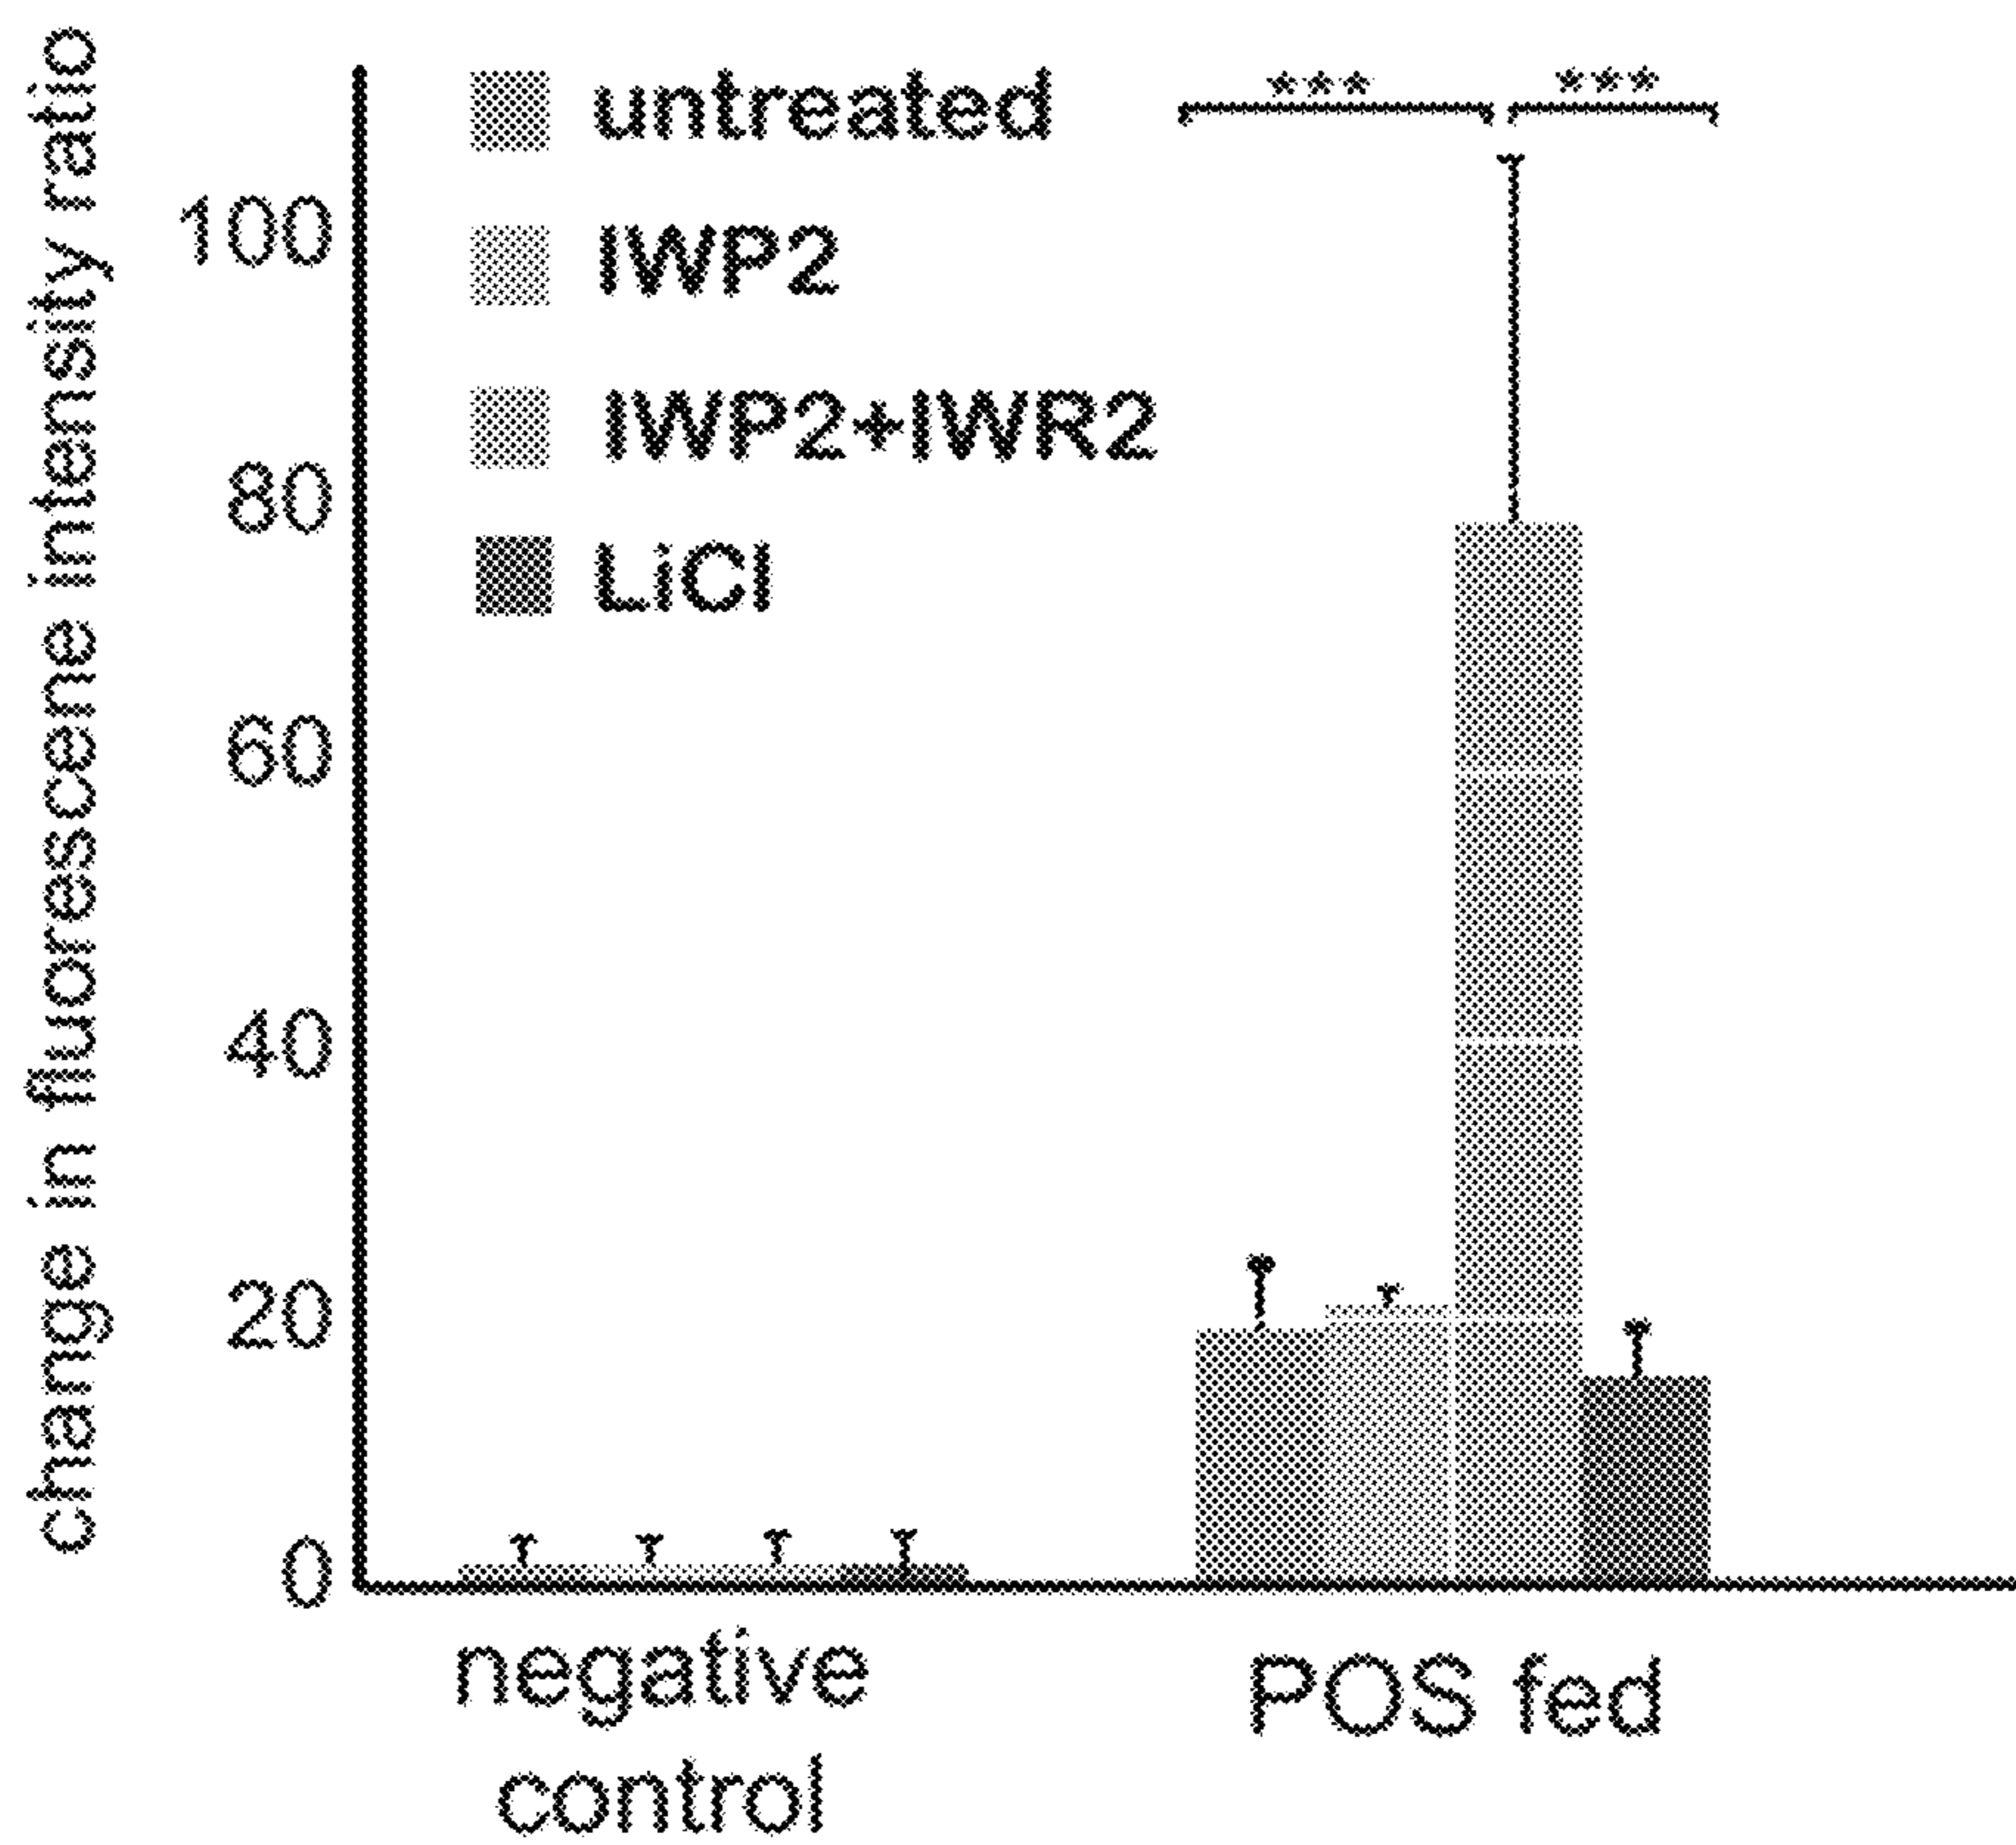 change in fluorescene intensity ratio
100
80
60
40
20
0
untreated
IWP2
IWP2+IWR2
LiCl
***
***
negative
control
POS fed